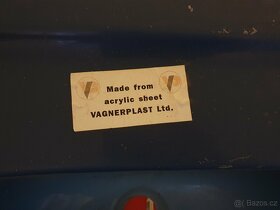 Made from
acrylic sheet
VAGNERPLAST Ltd.
Bazos.cz